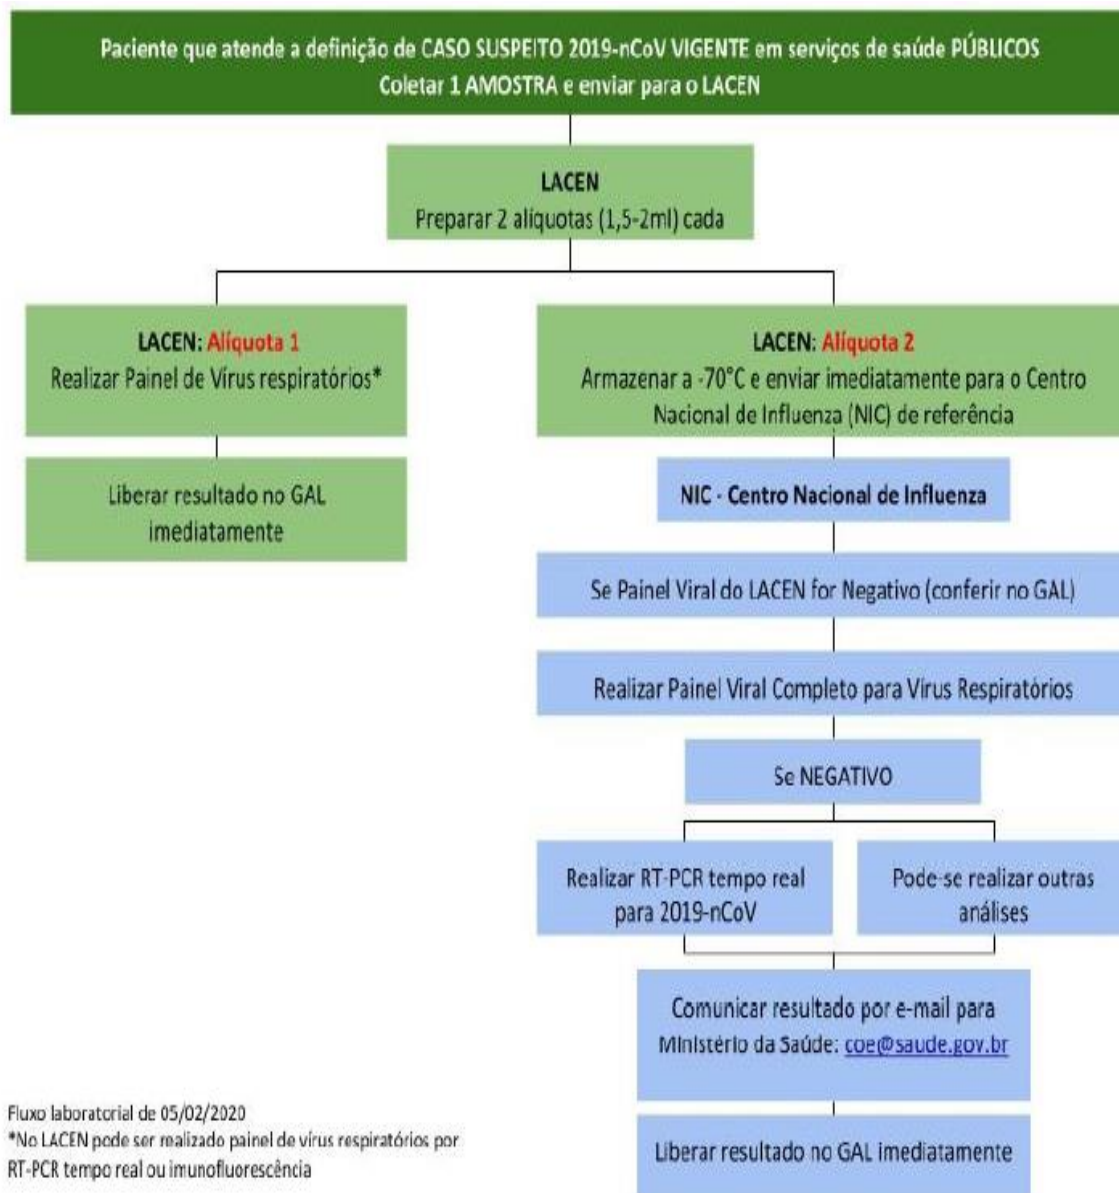 Paciente que atende a definição de CASO SUSPEITO 2019-nCoV VIGENTE em serviços de saúde PÚBLICOS
Coletar 1 AMOSTRA e enviar para o LACEN
LACEN
Preparar 2 alíquotas (1,5-2ml) cada
LACEN: Alíquota 1
Realizar Painel de Vírus respiratórios*
Liberar resultado no GAL
imediatamente
LACEN: Alíquota 2
Armazenar a -70°C e enviar imediatamente para o Centro
Nacional de Influenza (NIC) de referência
NIC - Centro Nacional de Influenza
Se Painel Viral do LACEN for Negativo (conferir no GAL)
Realizar Painel Viral Completo para Vírus Respiratórios
Se NEGATIVO
Realizar RT-PCR tempo real
para 2019-nCoV
Pode-se realizar outras
análises
Comunicar resultado por e-mail para
Ministério da Saúde: coe@saude.gov.br
Liberar resultado no GAL imediatamente
Fluxo laboratorial de 05/02/2020
*No LACEN pode ser realizado painel de vírus respiratórios por
RT-PCR tempo real ou imunofluorescência